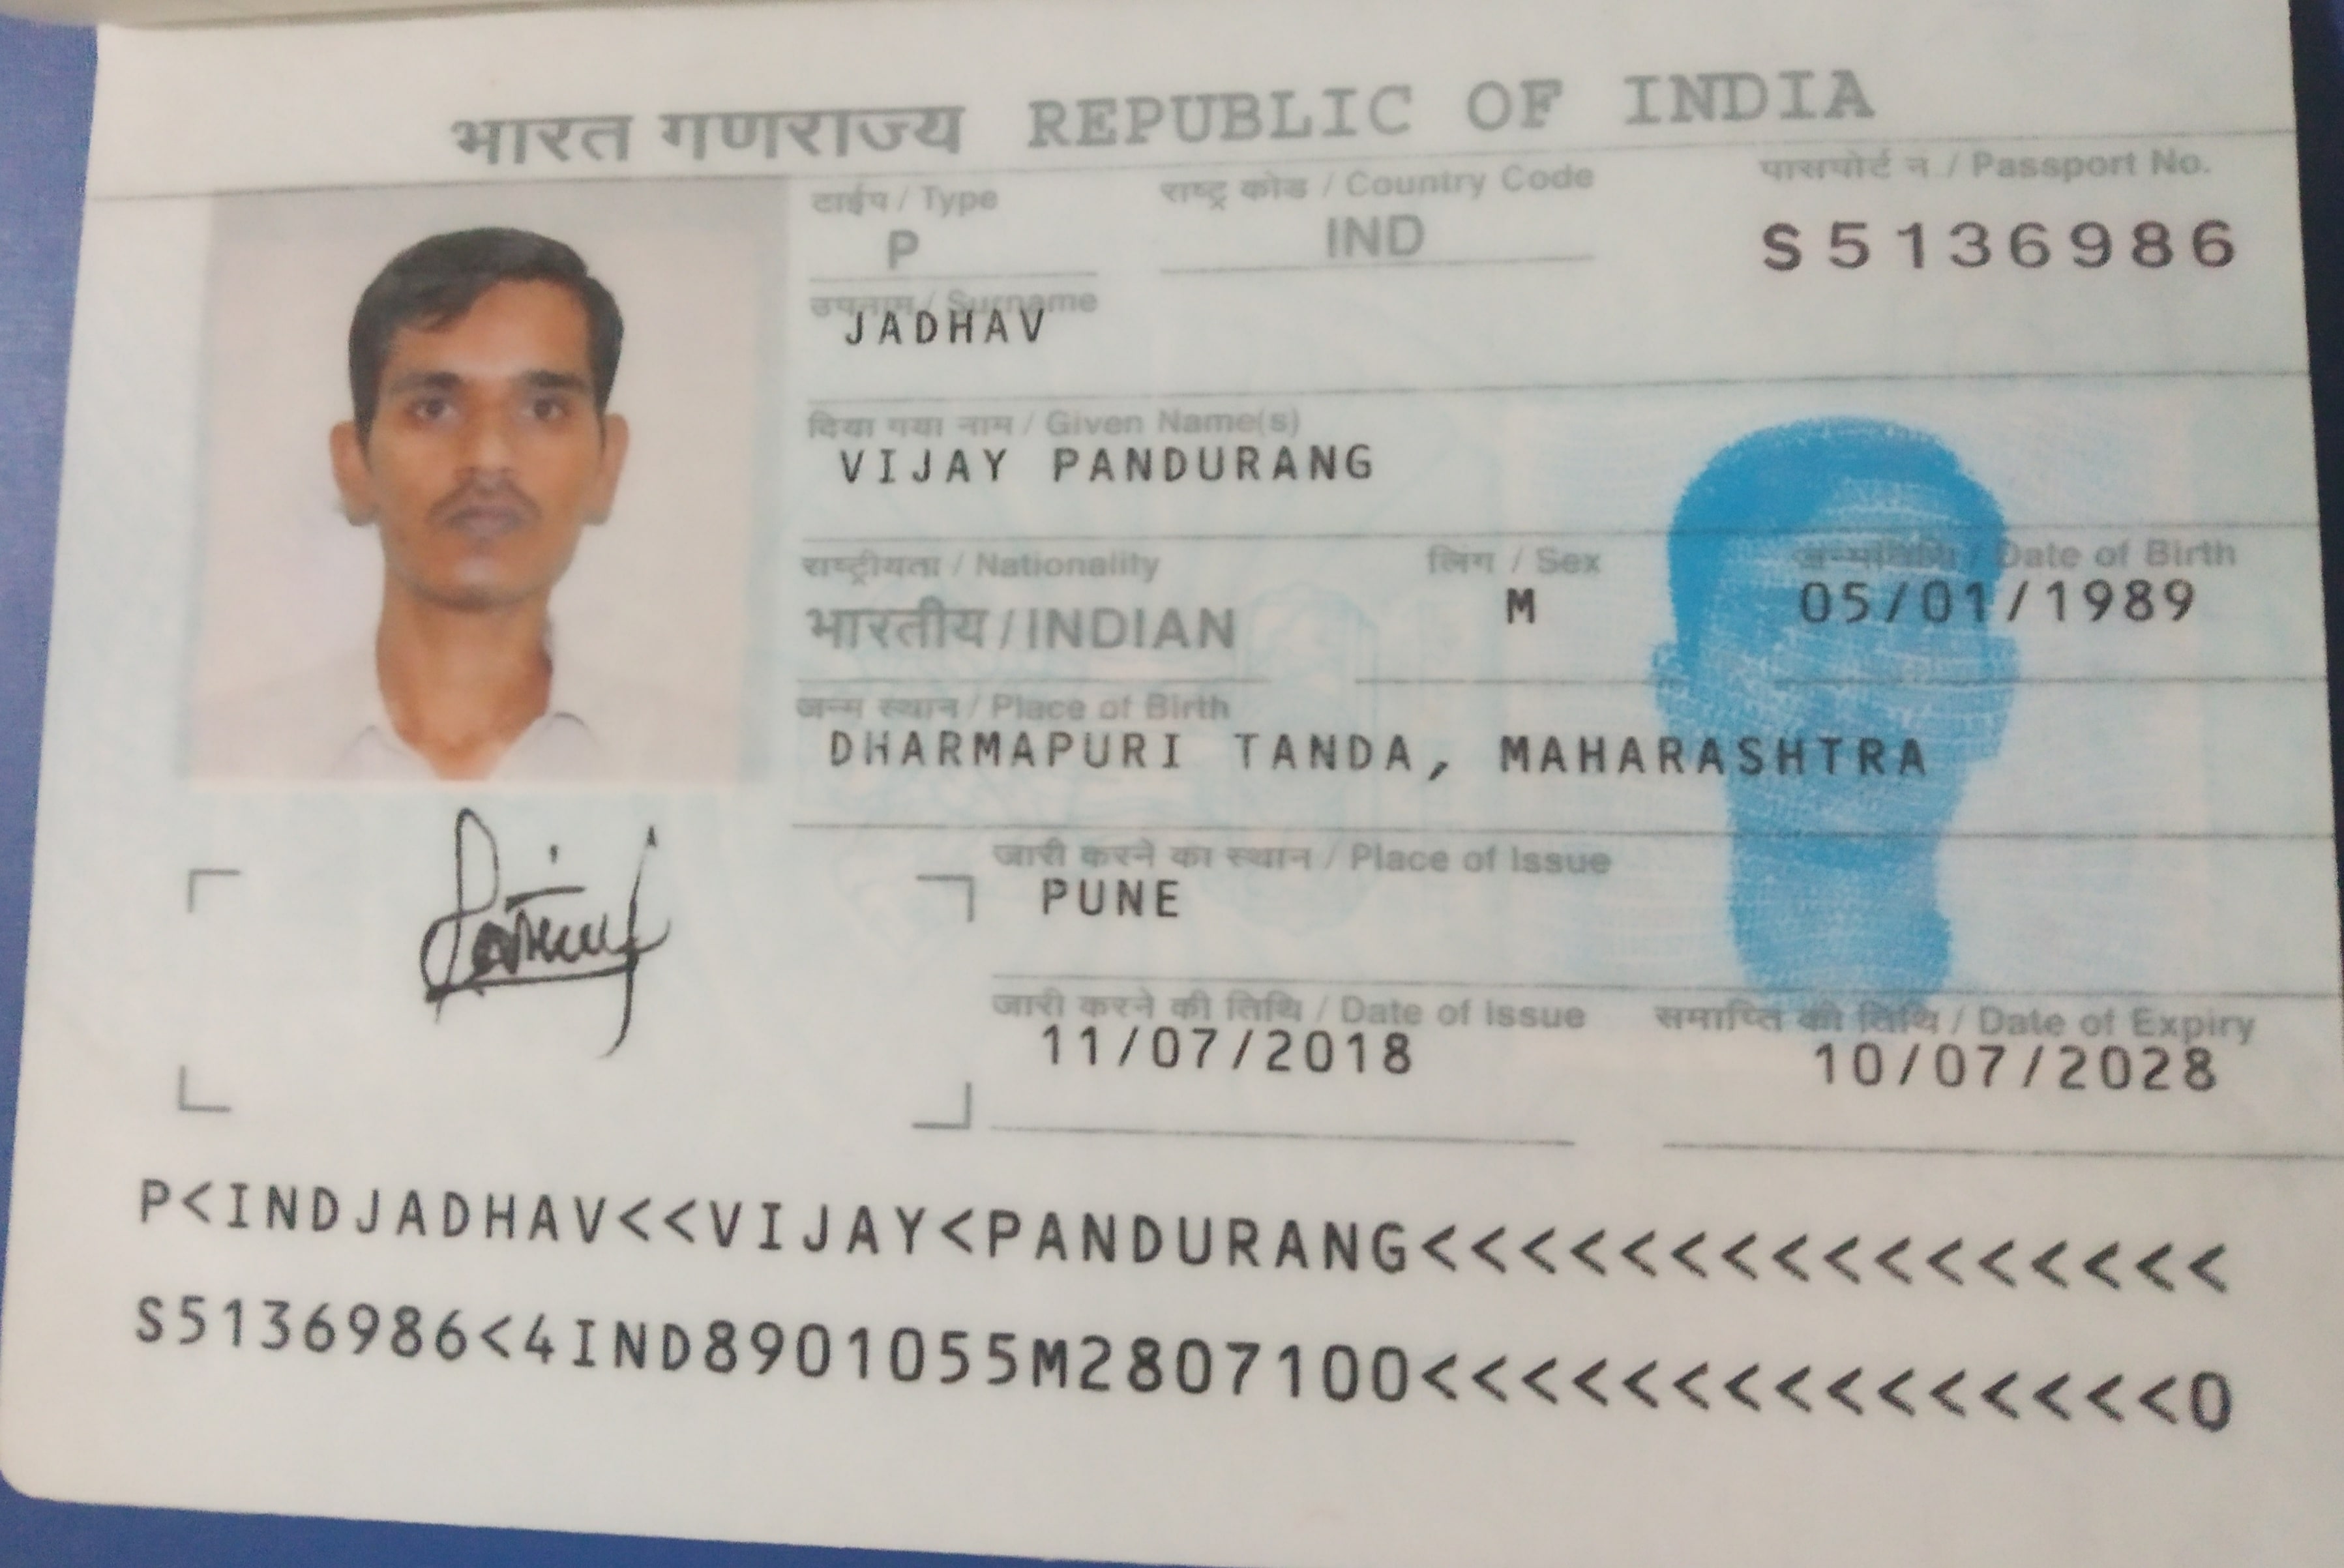 भारत गणराज्य REPUBLIC OF INDIA
टाईप / Type
राष्ट्र कोड / Country Code
पासपोर्ट न. / Passport No.
P
IND
S5136986
उपनाम / Surname
JADHAV
दिया गया नाम / Given Name(s)
VIJAY PANDURANG
राष्ट्रीयता / Nationality
लिंग / Sex
जन्मतिथि / Date of Birth
भारतीय / INDIAN
M
05/01/1989
जन्म स्थान / Place of Birth
DHARMAPURI TANDA, MAHARASHTRA
जारी करने का स्थान / Place of Issue
PUNE
जारी करने की तिथि / Date of Issue
समाप्ति की तिथि / Date of Expiry
11/07/2018
10/07/2028
P<INDJADHAV<<VIJAY<PANDURANG<<<<<<<<<<<<<<<<
S5136986<4IND8901055M2807100<<<<<<<<<<<<<<<0